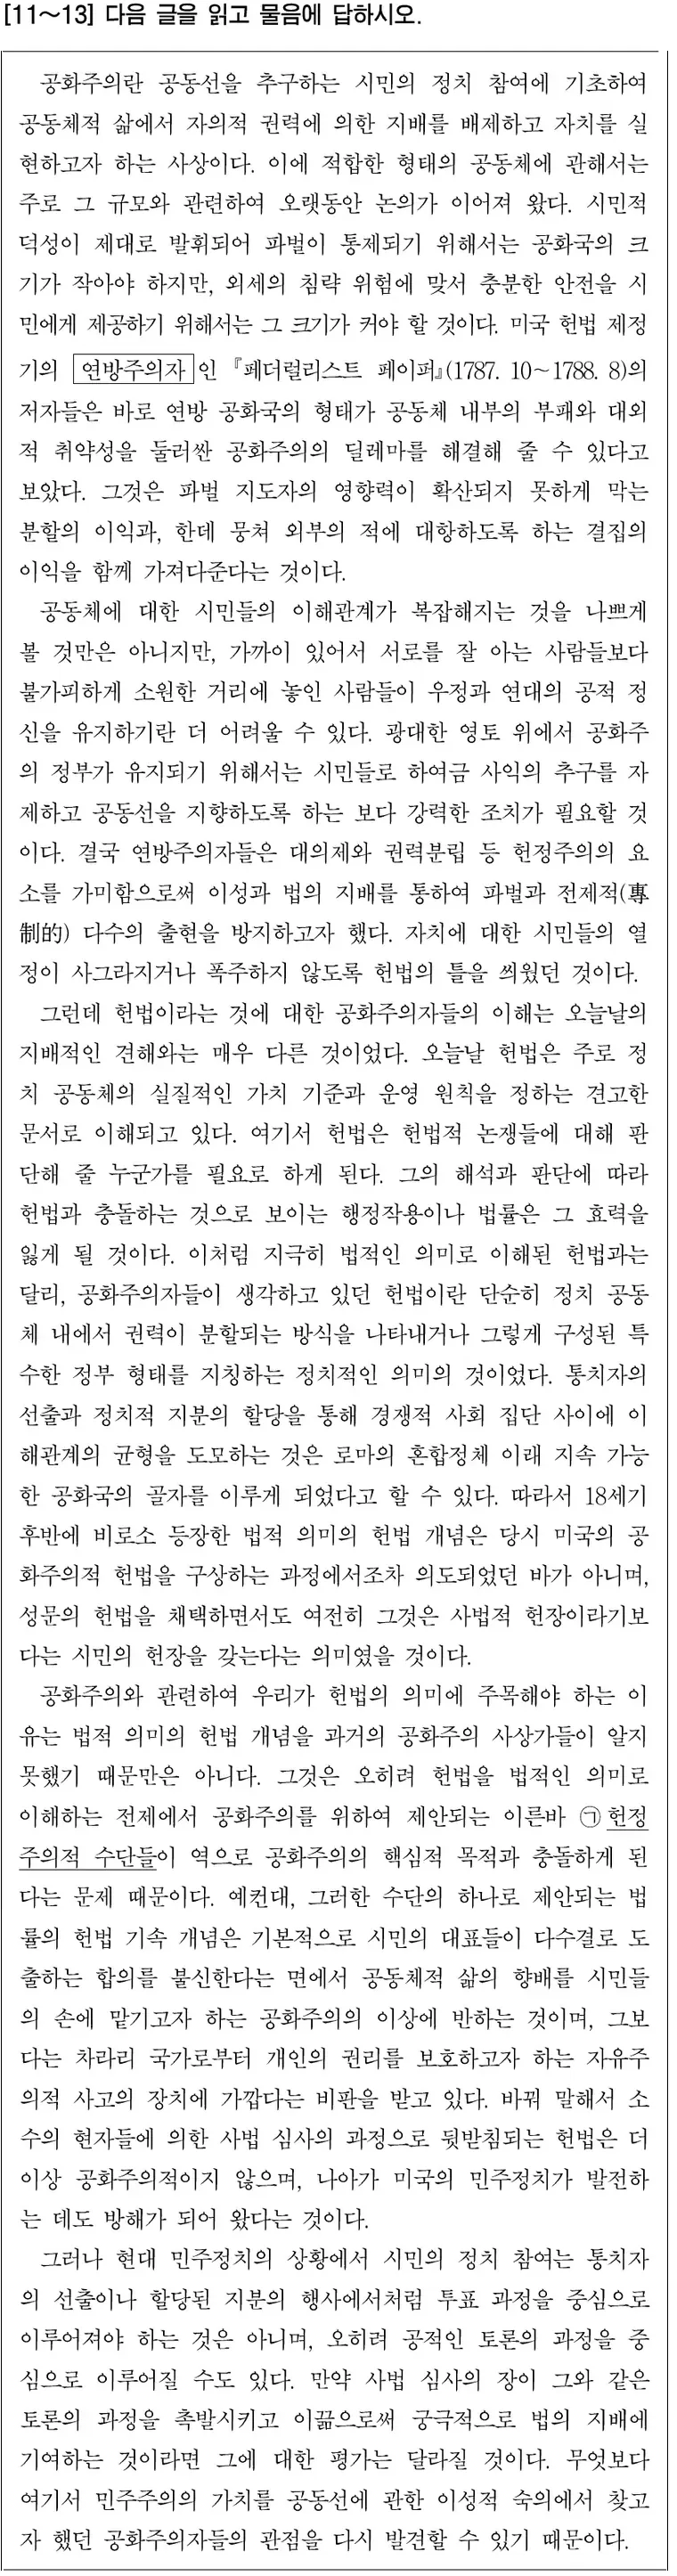 [11～13] 다음 글을 읽고 물음에 답하시오.
공화주의란 공동선을 추구하는 시민의 정치 참여에 기초하여
공동체적 삶에서 자의적 권력에 의한 지배를 배제하고 자치를 실
현하고자 하는 사상이다. 이에 적합한 형태의 공동체에 관해서는
주로 그 규모와 관련하여 오랫동안 논의가 이어져 왔다. 시민적
덕성이 제대로 발휘되어 파벌이 통제되기 위해서는 공화국의 크
기가 작아야 하지만, 외세의 침략 위험에 맞서 충분한 안전을 시
민에게 제공하기 위해서는 그 크기가 커야 할 것이다. 미국 헌법 제정
기의 연방주의자인 『페더럴리스트 페이퍼』(1787. 10～1788. 8)의
저자들은 바로 연방 공화국의 형태가 공동체 내부의 부패와 대외
적 취약성을 둘러싼 공화주의의 딜레마를 해결해 줄 수 있다고
보았다. 그것은 파벌 지도자의 영향력이 확산되지 못하게 막는
분할의 이익과, 한데 뭉쳐 외부의 적에 대항하도록 하는 결집의
이익을 함께 가져다준다는 것이다.
공동체에 대한 시민들의 이해관계가 복잡해지는 것을 나쁘게
볼 것만은 아니지만, 가까이 있어서 서로를 잘 아는 사람들보다
불가피하게 소원한 거리에 놓인 사람들이 우정과 연대의 공적 정
신을 유지하기란 더 어려울 수 있다. 광대한 영토 위에서 공화주
의 정부가 유지되기 위해서는 시민들로 하여금 사익의 추구를 자
제하고 공동선을 지향하도록 하는 보다 강력한 조치가 필요할 것
이다. 결국 연방주의자들은 대의제와 권력분립 등 헌정주의의 요
소를 가미함으로써 이성과 법의 지배를 통하여 파벌과 전제적(專
制的) 다수의 출현을 방지하고자 했다. 자치에 대한 시민들의 열
정이 사그라지거나 폭주하지 않도록 헌법의 틀을 씌웠던 것이다.
그런데 헌법이라는 것에 대한 공화주의자들의 이해는 오늘날의
지배적인 견해와는 매우 다른 것이었다. 오늘날 헌법은 주로 정
치 공동체의 실질적인 가치 기준과 운영 원칙을 정하는 견고한
문서로 이해되고 있다. 여기서 헌법은 헌법적 논쟁들에 대해 판
단해 줄 누군가를 필요로 하게 된다. 그의 해석과 판단에 따라
헌법과 충돌하는 것으로 보이는 행정작용이나 법률은 그 효력을
잃게 될 것이다. 이처럼 지극히 법적인 의미로 이해된 헌법과는
달리, 공화주의자들이 생각하고 있던 헌법이란 단순히 정치 공동
체 내에서 권력이 분할되는 방식을 나타내거나 그렇게 구성된 특
수한 정부 형태를 지칭하는 정치적인 의미의 것이었다. 통치자의
선출과 정치적 지분의 할당을 통해 경쟁적 사회 집단 사이에 이
해관계의 균형을 도모하는 것은 로마의 혼합정체 이래 지속 가능
한 공화국의 골자를 이루게 되었다고 할 수 있다. 따라서 18세기
후반에 비로소 등장한 법적 의미의 헌법 개념은 당시 미국의 공
화주의적 헌법을 구상하는 과정에서조차 의도되었던 바가 아니며,
성문의 헌법을 채택하면서도 여전히 그것은 사법적 헌장이라기보
다는 시민의 헌장을 갖는다는 의미였을 것이다.
공화주의와 관련하여 우리가 헌법의 의미에 주목해야 하는 이
유는 법적 의미의 헌법 개념을 과거의 공화주의 사상가들이 알지
못했기 때문만은 아니다. 그것은 오히려 헌법을 법적인 의미로
이해하는 전제에서 공화주의를 위하여 제안되는 이른바 ㉠헌정
주의적 수단들이 역으로 공화주의의 핵심적 목적과 충돌하게 된
다는 문제 때문이다. 예컨대, 그러한 수단의 하나로 제안되는 법
률의 헌법 기속 개념은 기본적으로 시민의 대표들이 다수결로 도
출하는 합의를 불신한다는 면에서 공동체적 삶의 향배를 시민들
의 손에 맡기고자 하는 공화주의의 이상에 반하는 것이며, 그보
다는 차라리 국가로부터 개인의 권리를 보호하고자 하는 자유주
의적 사고의 장치에 가깝다는 비판을 받고 있다. 바꿔 말해서 소
수의 현자들에 의한 사법 심사의 과정으로 뒷받침되는 헌법은 더
이상 공화주의적이지 않으며, 나아가 미국의 민주정치가 발전하
는 데도 방해가 되어 왔다는 것이다.
그러나 현대 민주정치의 상황에서 시민의 정치 참여는 통치자
의 선출이나 할당된 지분의 행사에서처럼 투표 과정을 중심으로
이루어져야 하는 것은 아니며, 오히려 공적인 토론의 과정을 중
심으로 이루어질 수도 있다. 만약 사법 심사의 장이 그와 같은
토론의 과정을 촉발시키고 이끎으로써 궁극적으로 법의 지배에
기여하는 것이라면 그에 대한 평가는 달라질 것이다. 무엇보다
여기서 민주주의의 가치를 공동선에 관한 이성적 숙의에서 찾고
자 했던 공화주의자들의 관점을 다시 발견할 수 있기 때문이다.